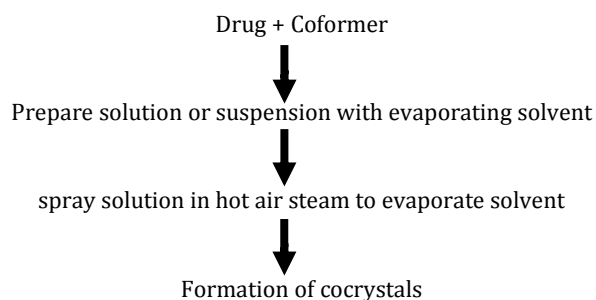 Drug + Coformer
Prepare solution or suspension with evaporating solvent
spray solution in hot air steam to evaporate solvent
Formation of cocrystals